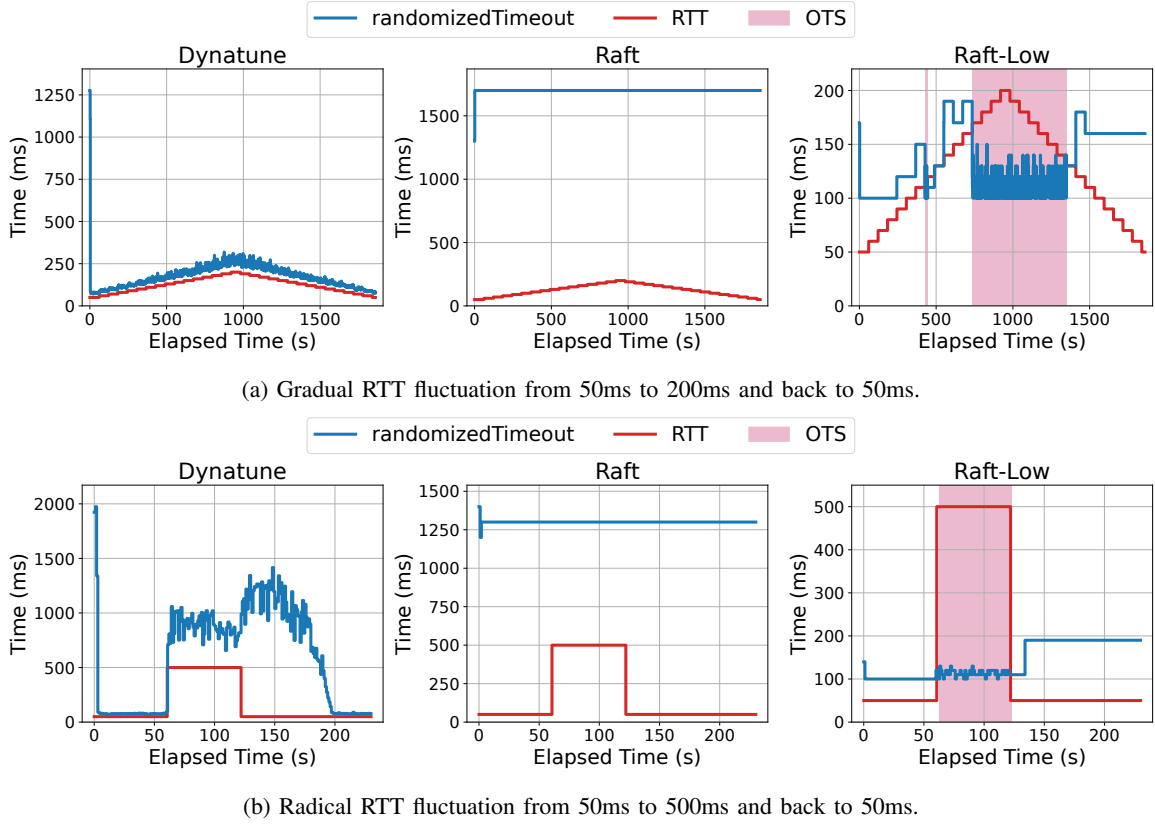 randomizedTimeout RTT OTS
Dynatune Raft Raft-Low
Time (ms) Time (ms) Time (ms)
1250 1500 200
1000
750 1000 150
500
500 100
250
0 0 50
0 500 1000 1500 0 500 1000 1500 0 500 1000 1500
Elapsed Time (s) Elapsed Time (s) Elapsed Time (s)
(a) Gradual RTT fluctuation from 50ms to 200ms and back to 50ms.
randomizedTimeout RTT OTS
Dynatune Raft Raft-Low
Time (ms) Time (ms) Time (ms)
2000 1500 500
1250
1500 400
1000
1000 750 300
500 200
500
250 100
0 0 0
0 50 100 150 200 0 100 200 0 100 200
Elapsed Time (s) Elapsed Time (s) Elapsed Time (s)
(b) Radical RTT fluctuation from 50ms to 500ms and back to 50ms.